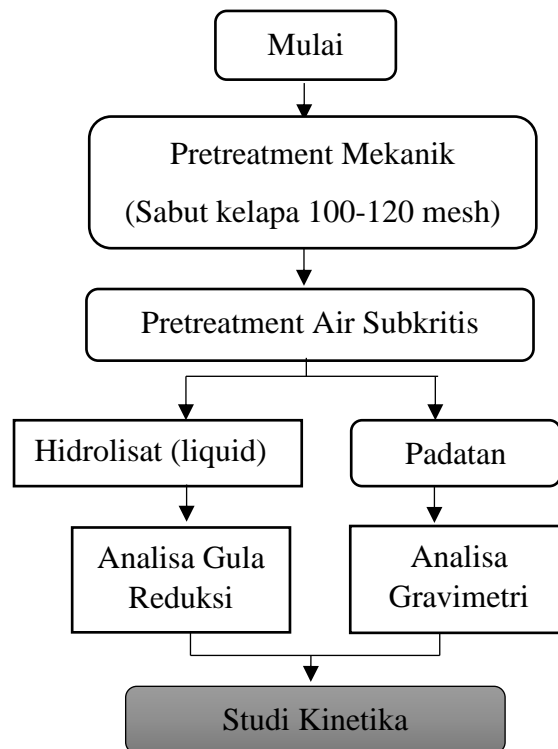 Mulai
Pretreatment Mekanik
(Sabut kelapa 100-120 mesh)
Pretreatment Air Subkritis
Hidrolisat (liquid)
Padatan
Analisa Gula
Reduksi
Analisa
Gravimetri
Studi Kinetika